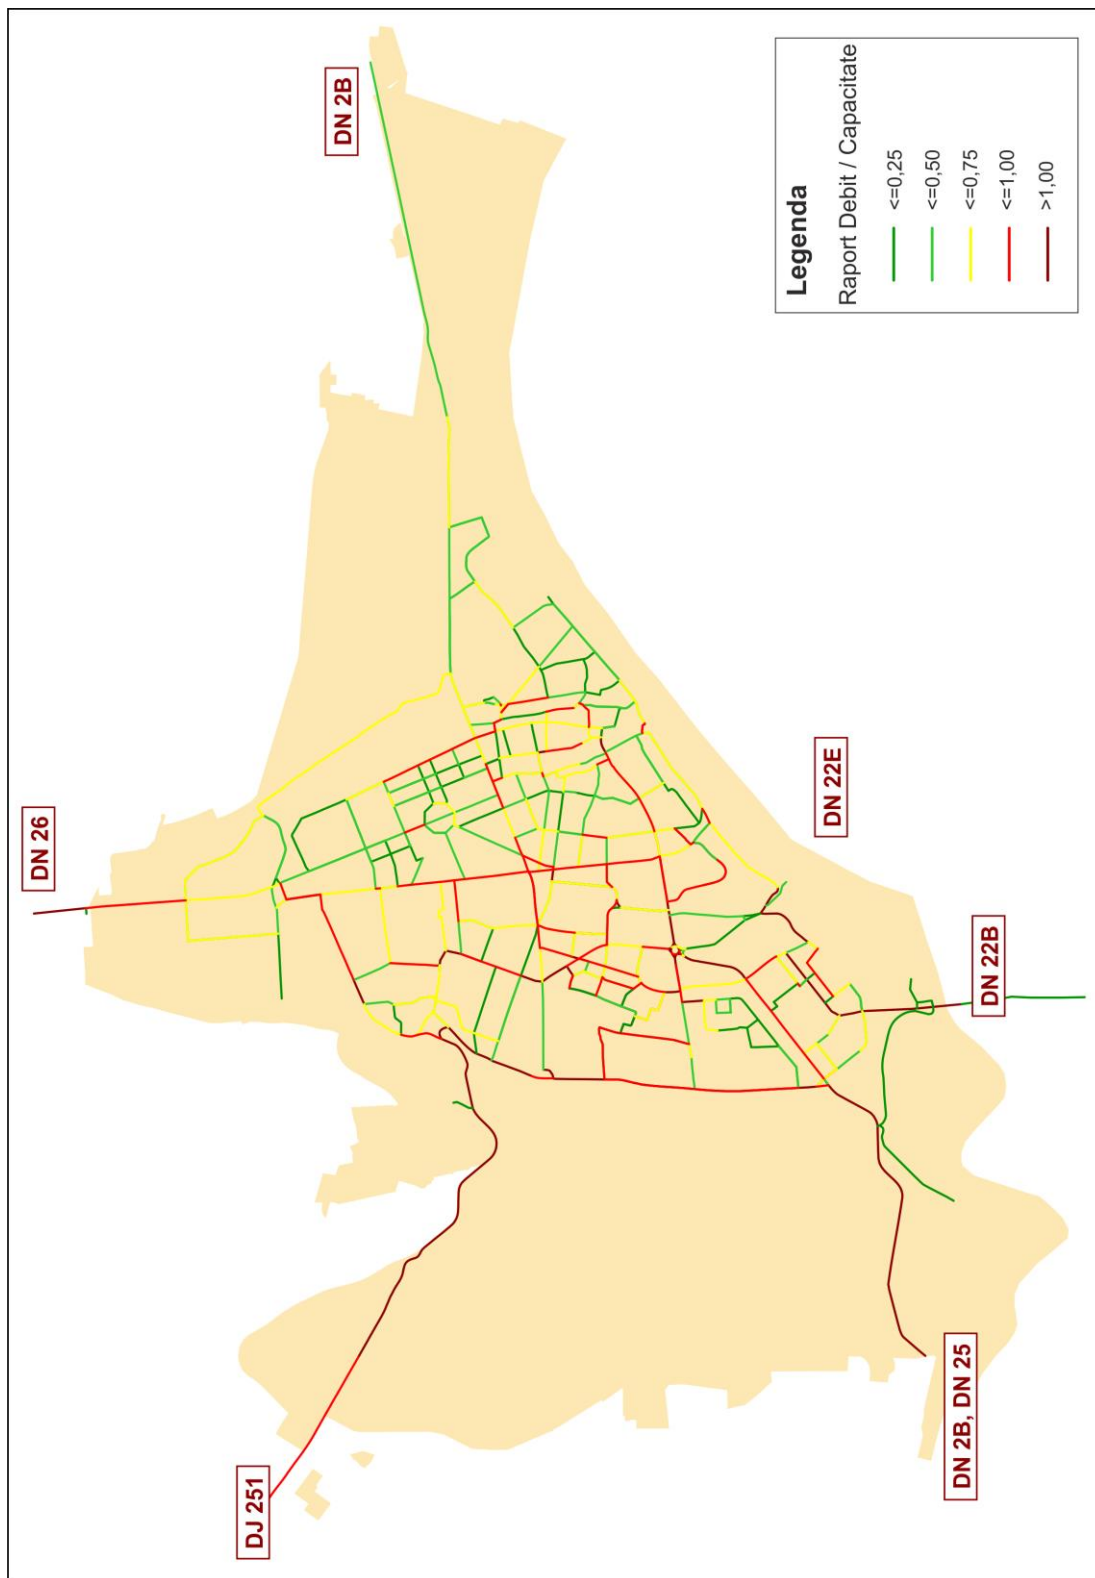 DN 2B
DN 26
Legenda
Raport Debit / Capacitate
<=0,25
<=0,50
<=0,75
<=1,00
>1,00
DN 22E
DN 22B
DJ 251
DN 2B, DN 25